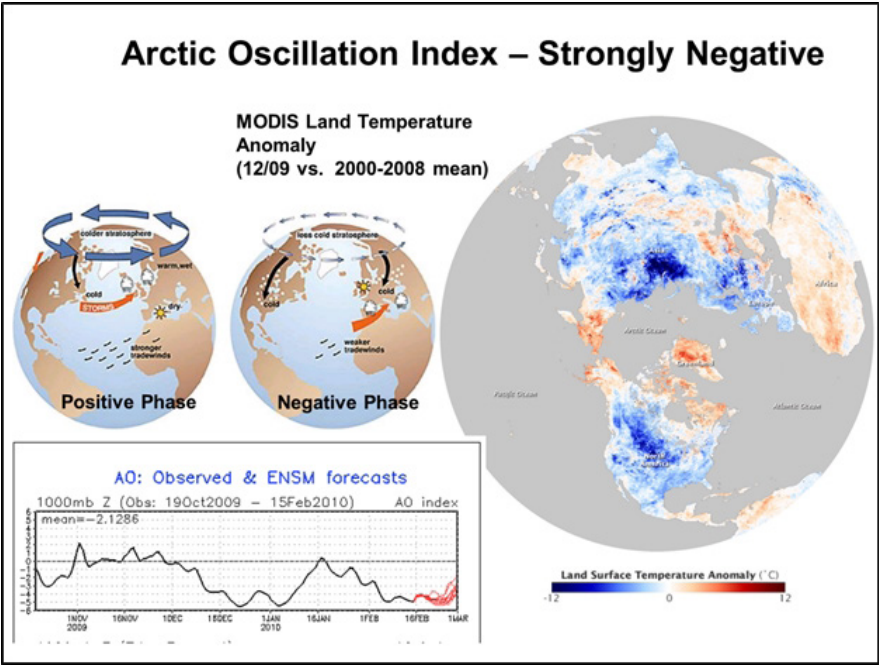 Arctic Oscillation Index – Strongly Negative
MODIS Land Temperature
Anomaly
(12/09 vs. 2000-2008 mean)
colder stratosphere
warm,wet
cold
STORMS
dry
stronger
tradewinds
Positive Phase
less cold stratosphere
cold
cold
weaker
tradewinds
Negative Phase
Africa
Europe
Arctic Ocean
Greenland
Pacific Ocean
Atlantic Ocean
North
America
AO: Observed & ENSM forecasts
1000mb Z (Obs: 19Oct2009 – 15Feb2010) AO index
mean=-2.1286
1NOV 16NOV 1DEC 16DEC 1JAN 16JAN 1FEB 16FEB 1MAR
2009 2010
Land Surface Temperature Anomaly (°C)
-12 0 12